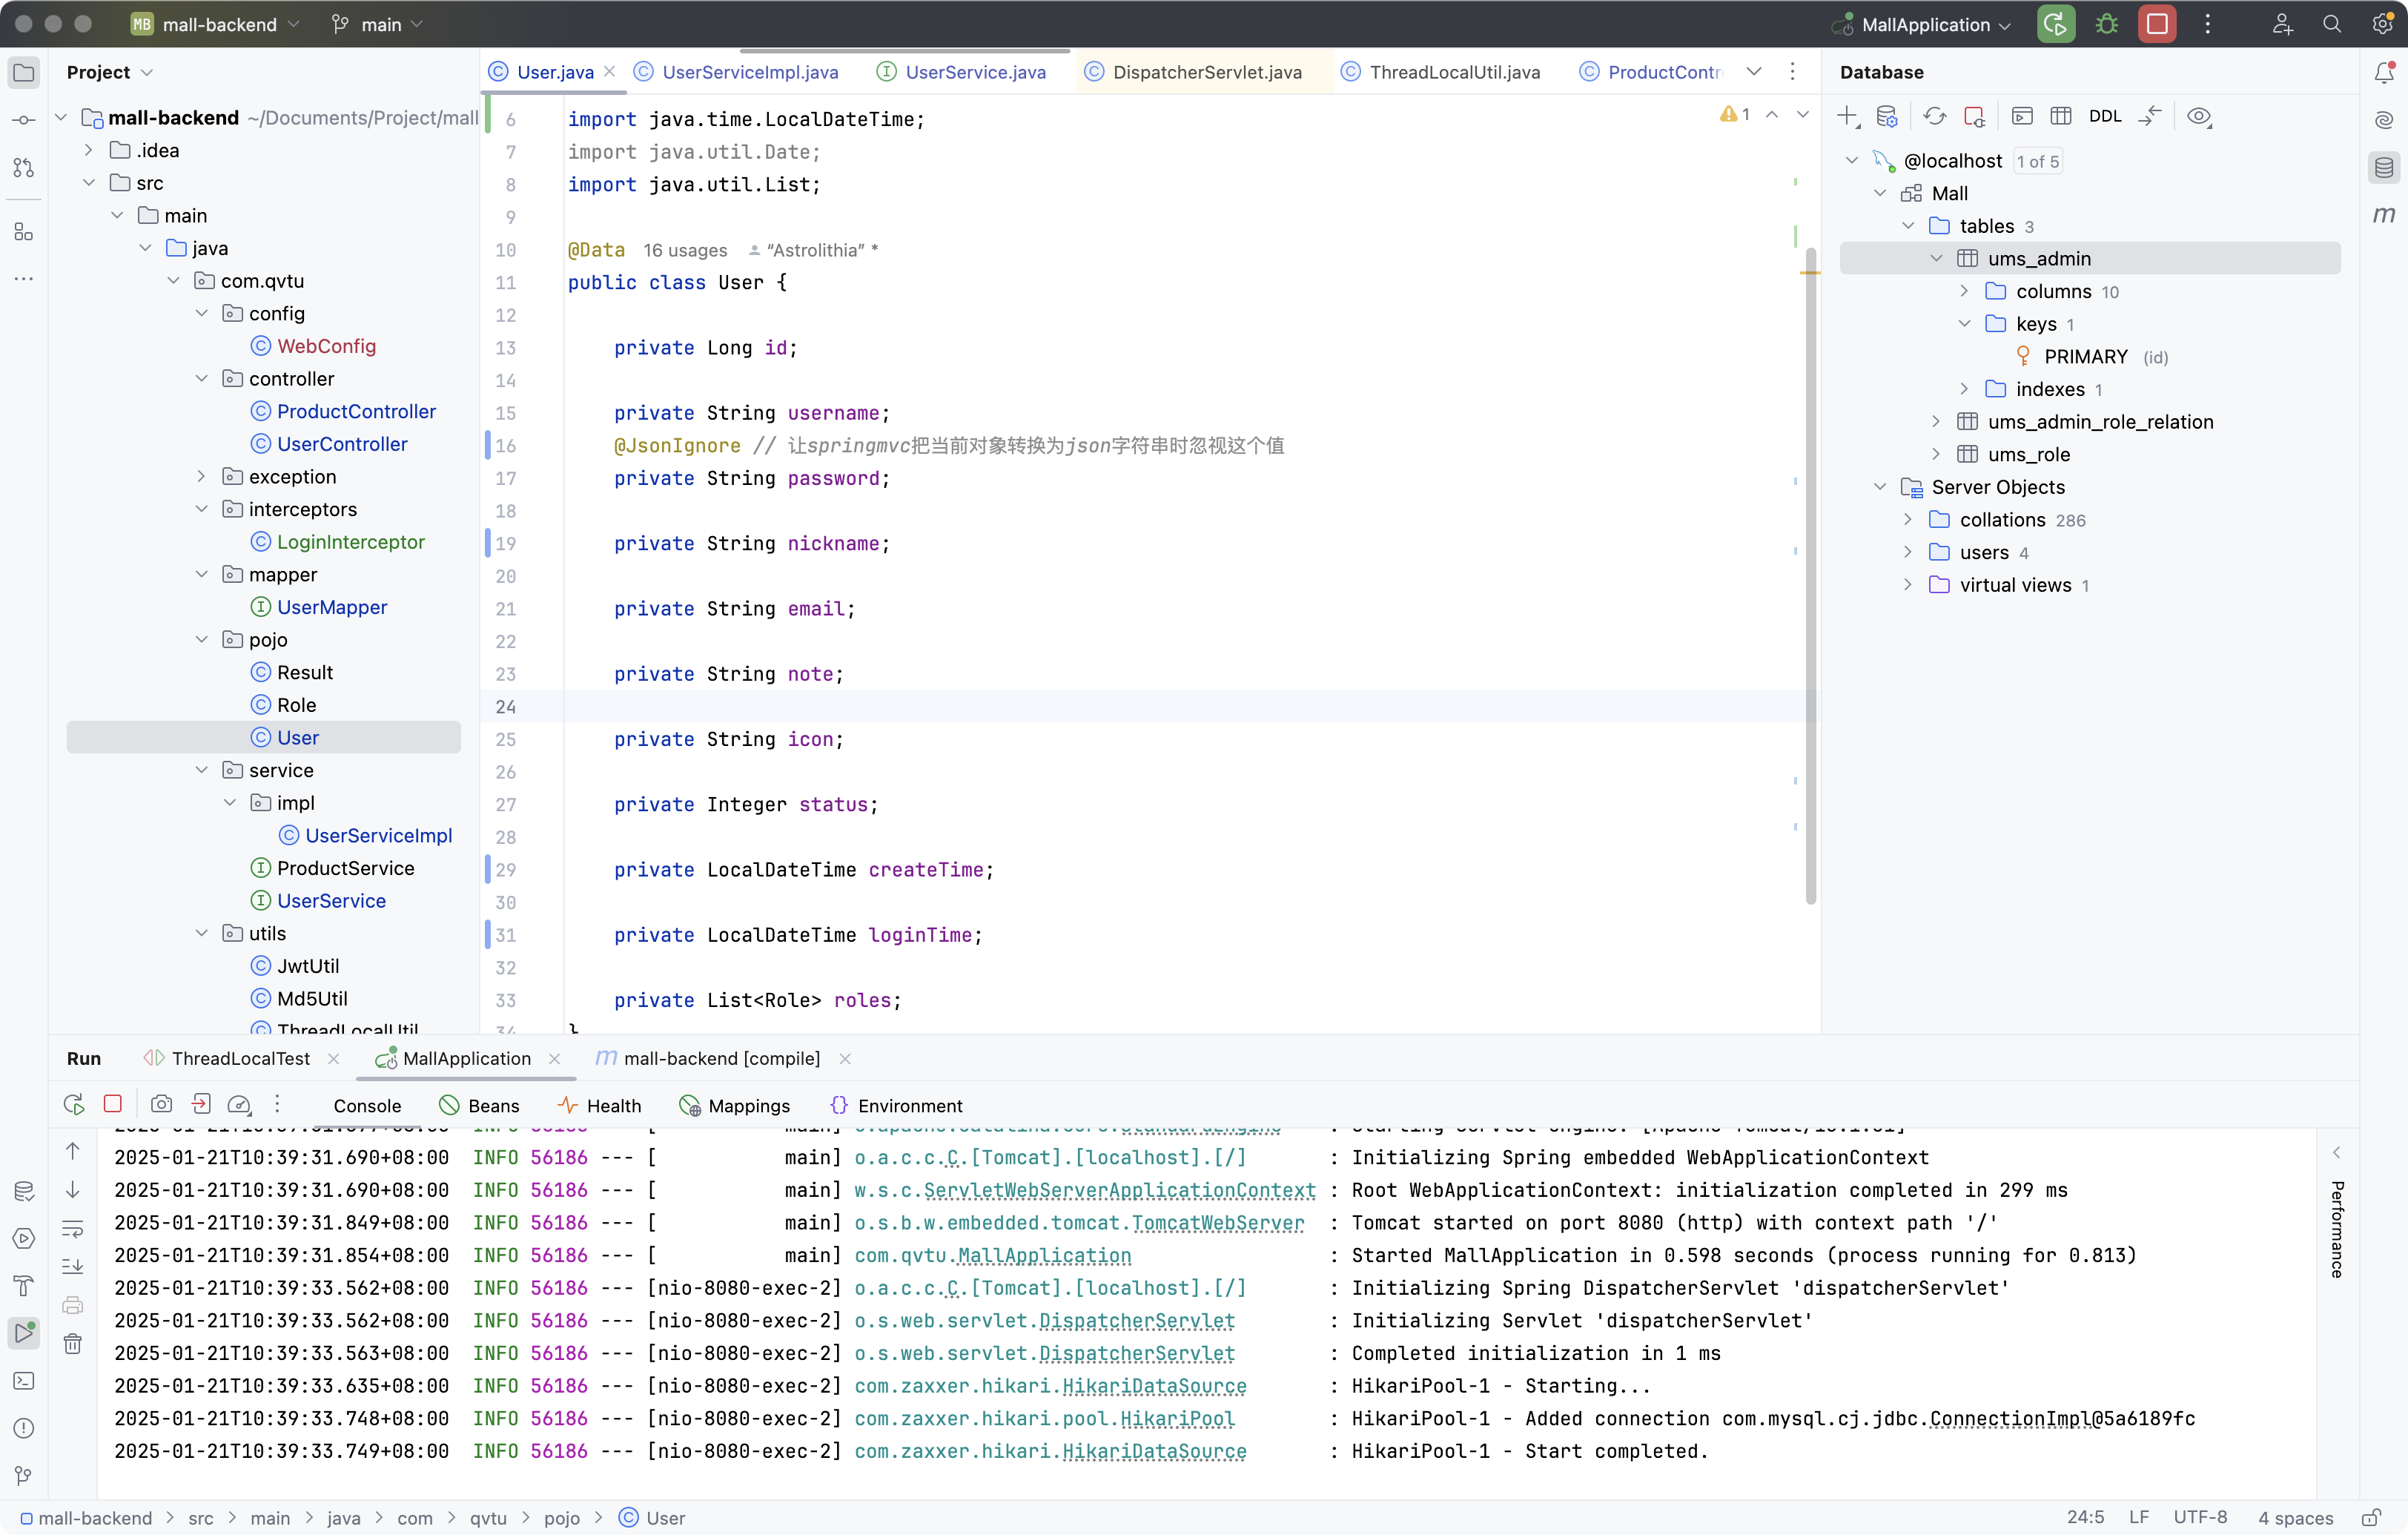 MB mall-backend main MallApplication
Project
mall-backend ~/Documents/Project/mall
.idea
src
main
java
com.qvtu
config
WebConfig
controller
ProductController
UserController
exception
interceptors
LoginInterceptor
mapper
UserMapper
pojo
Result
Role
User
service
impl
UserServiceImpl
ProductService
UserService
utils
JwtUtil
Md5Util
ThreadLocalUtil
User.java UserServiceImpl.java UserService.java DispatcherServlet.java ThreadLocalUtil.java ProductContr
1
6 import java.time.LocalDateTime;
7 import java.util.Date;
8 import java.util.List;
9
10 @Data 16 usages "Astrolithia" *
11 public class User {
12
13 private Long id;
14
15 private String username;
16 @JsonIgnore // 让springmvc把当前对象转换为json字符串时忽视这个值
17 private String password;
18
19 private String nickname;
20
21 private String email;
22
23 private String note;
24
25 private String icon;
26
27 private Integer status;
28
29 private LocalDateTime createTime;
30
31 private LocalDateTime loginTime;
32
33 private List<Role> roles;
34 }
Database
DDL
@localhost 1 of 5
Mall
tables 3
ums_admin
columns 10
keys 1
PRIMARY (id)
indexes 1
ums_admin_role_relation
ums_role
Server Objects
collations 286
users 4
virtual views 1
m
Run ThreadLocalTest MallApplication m mall-backend [compile]
Console Beans Health Mappings Environment
2025-01-21T10:39:31.690+08:00 INFO 56186 --- [ main] o.a.c.c.C.[Tomcat].[localhost].[/] : Initializing Spring embedded WebApplicationContext
2025-01-21T10:39:31.690+08:00 INFO 56186 --- [ main] w.s.c.ServletWebServerApplicationContext : Root WebApplicationContext: initialization completed in 299 ms
2025-01-21T10:39:31.849+08:00 INFO 56186 --- [ main] o.s.b.w.embedded.tomcat.TomcatWebServer : Tomcat started on port 8080 (http) with context path '/'
2025-01-21T10:39:31.854+08:00 INFO 56186 --- [ main] com.qvtu.MallApplication : Started MallApplication in 0.598 seconds (process running for 0.813)
2025-01-21T10:39:33.562+08:00 INFO 56186 --- [nio-8080-exec-2] o.a.c.c.C.[Tomcat].[localhost].[/] : Initializing Spring DispatcherServlet 'dispatcherServlet'
2025-01-21T10:39:33.562+08:00 INFO 56186 --- [nio-8080-exec-2] o.s.web.servlet.DispatcherServlet : Initializing Servlet 'dispatcherServlet'
2025-01-21T10:39:33.563+08:00 INFO 56186 --- [nio-8080-exec-2] o.s.web.servlet.DispatcherServlet : Completed initialization in 1 ms
2025-01-21T10:39:33.635+08:00 INFO 56186 --- [nio-8080-exec-2] com.zaxxer.hikari.HikariDataSource : HikariPool-1 - Starting...
2025-01-21T10:39:33.748+08:00 INFO 56186 --- [nio-8080-exec-2] com.zaxxer.hikari.pool.HikariPool : HikariPool-1 - Added connection com.mysql.cj.jdbc.ConnectionImpl@5a6189fc
2025-01-21T10:39:33.749+08:00 INFO 56186 --- [nio-8080-exec-2] com.zaxxer.hikari.HikariDataSource : HikariPool-1 - Start completed.
Performance
mall-backend > src > main > java > com > qvtu > pojo > User
24:5 LF UTF-8 4 spaces